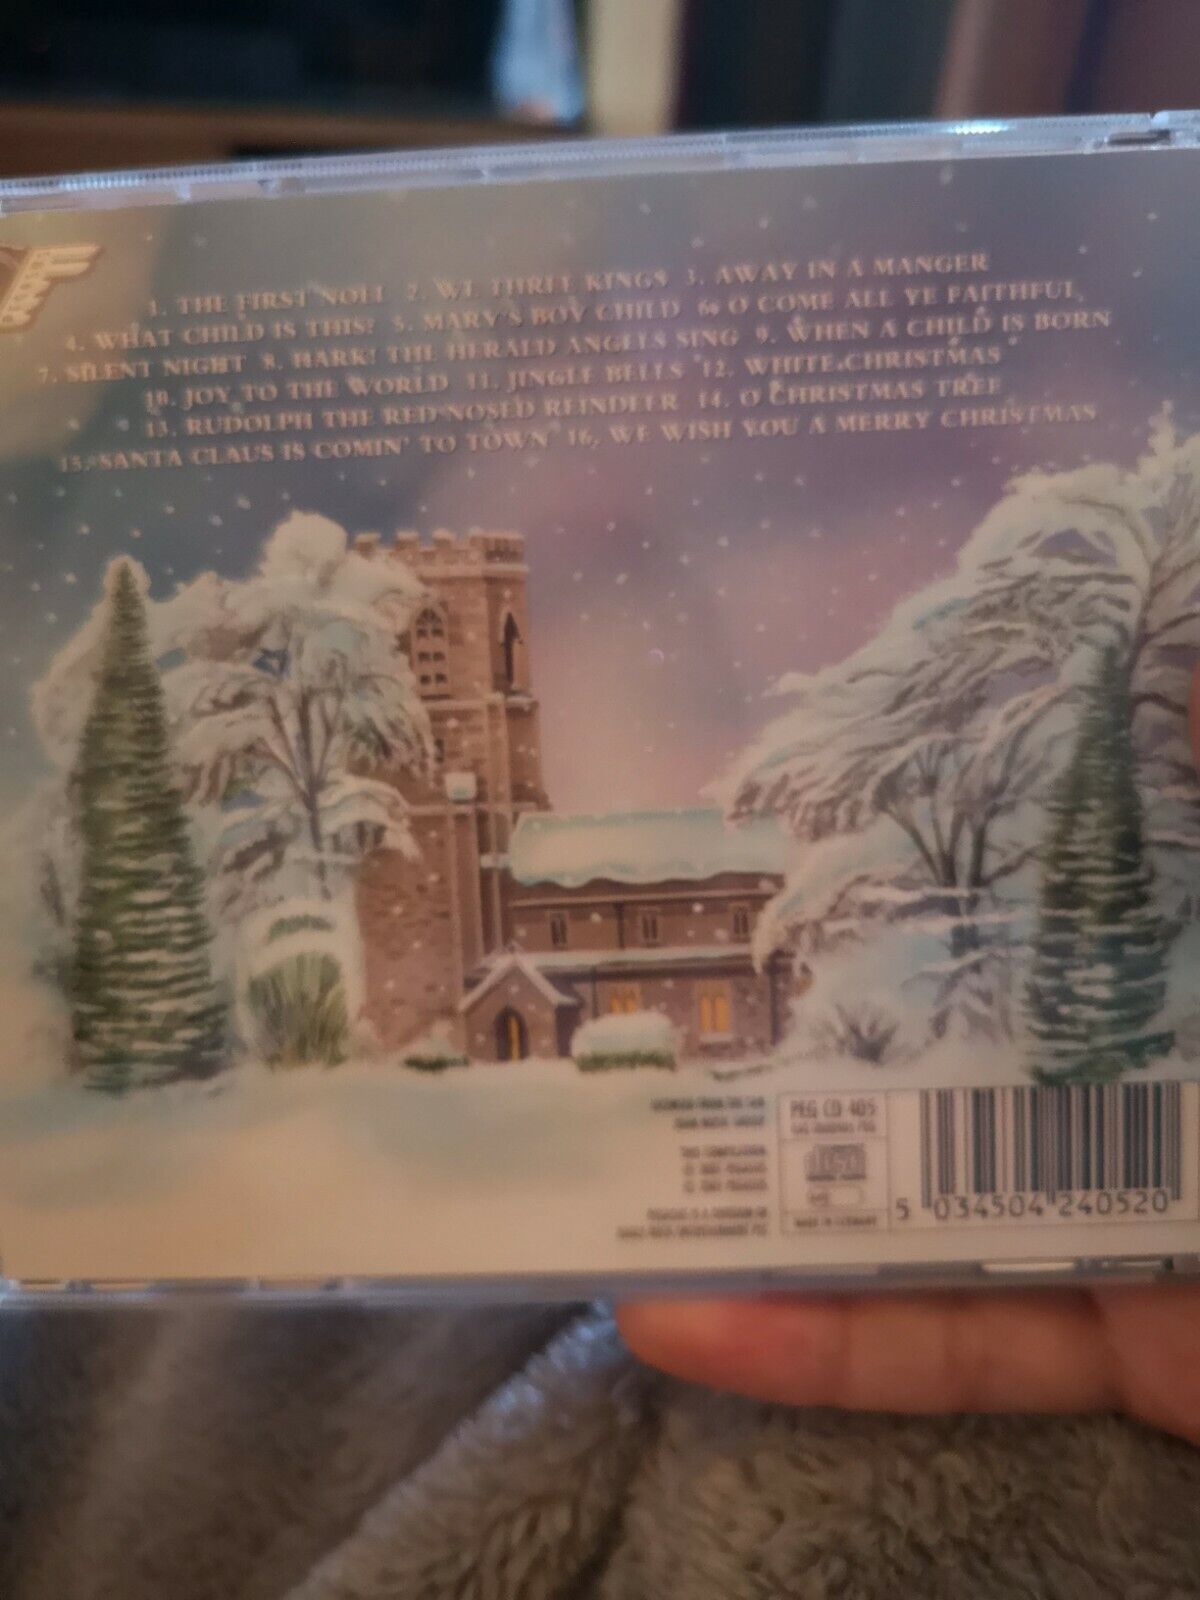 1. THE FIRST NOEL 2. WE THREE KINGS 3. AWAY IN A MANGER
4. WHAT CHILD IS THIS? 5. MARY'S BOY CHILD 6. O COME ALL YE FAITHFUL,
7. SILENT NIGHT 8. HARK! THE HERALD ANGELS SING 9. WHEN A CHILD IS BORN
10. JOY TO THE WORLD 11. JINGLE BELLS 12. WHITE CHRISTMAS
13. RUDOLPH THE RED NOSED REINDEER 14. O CHRISTMAS TREE
15. SANTA CLAUS IS COMIN' TO TOWN 16. WE WISH YOU A MERRY CHRISTMAS
THIS COMPILATION
PEG CD 405
5 034504 240520